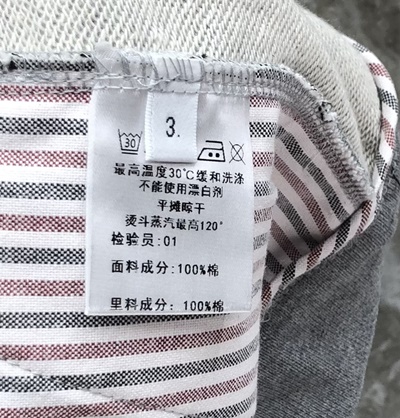 3.
30
最高温度30℃缓和洗涤
不能使用漂白剂
平摊晾干
烫斗蒸汽最高120°
检验员:01
面料成分:100%棉
里料成分:100%棉